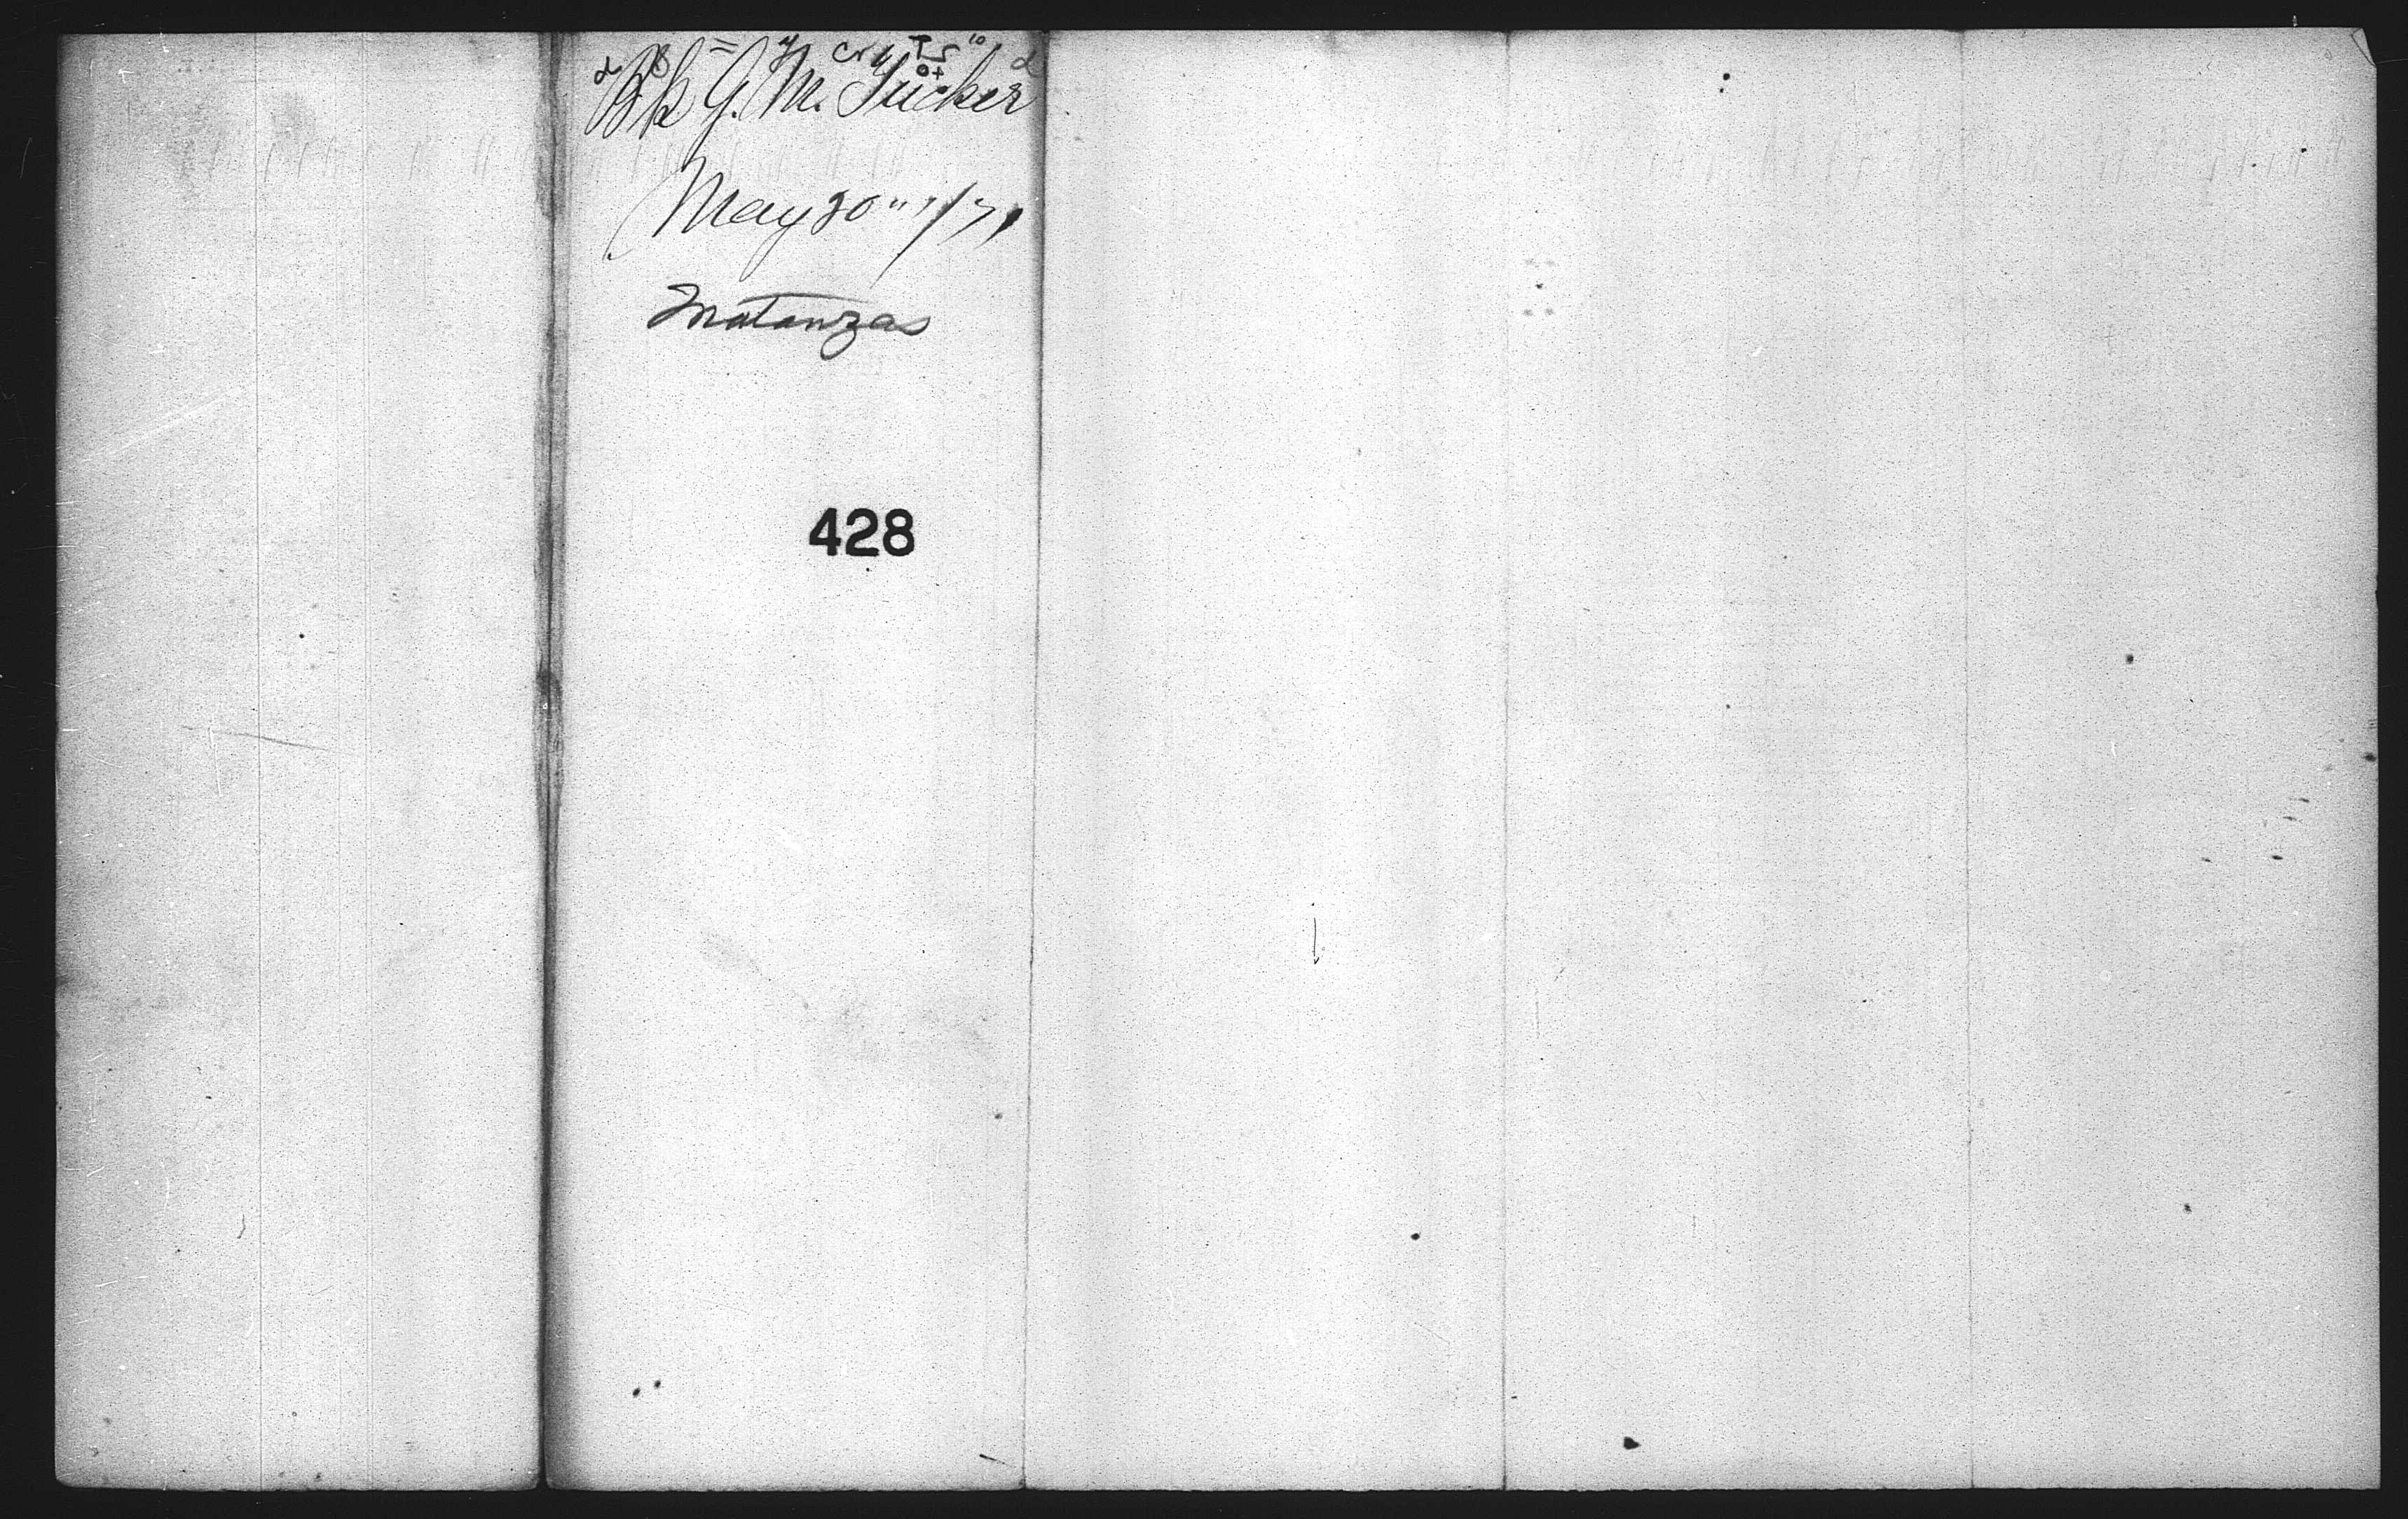 Bk G. M. Tucker
May 30"/71
Matanzas
428